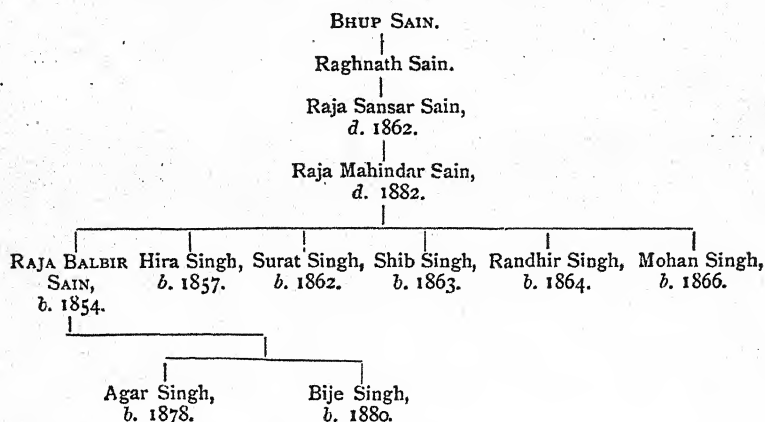 BHUP SAIN.
Raghnath Sain.
Raja Sansar Sain,
d. 1862.
Raja Mahindar Sain,
d. 1882.
RAJA BALBIR SAIN, b. 1854.
Hira Singh, b. 1857.
Surat Singh, b. 1862.
Shib Singh, b. 1863.
Randhir Singh, b. 1864.
Mohan Singh, b. 1866.
Agar Singh, b. 1878.
Bije Singh, b. 1880.